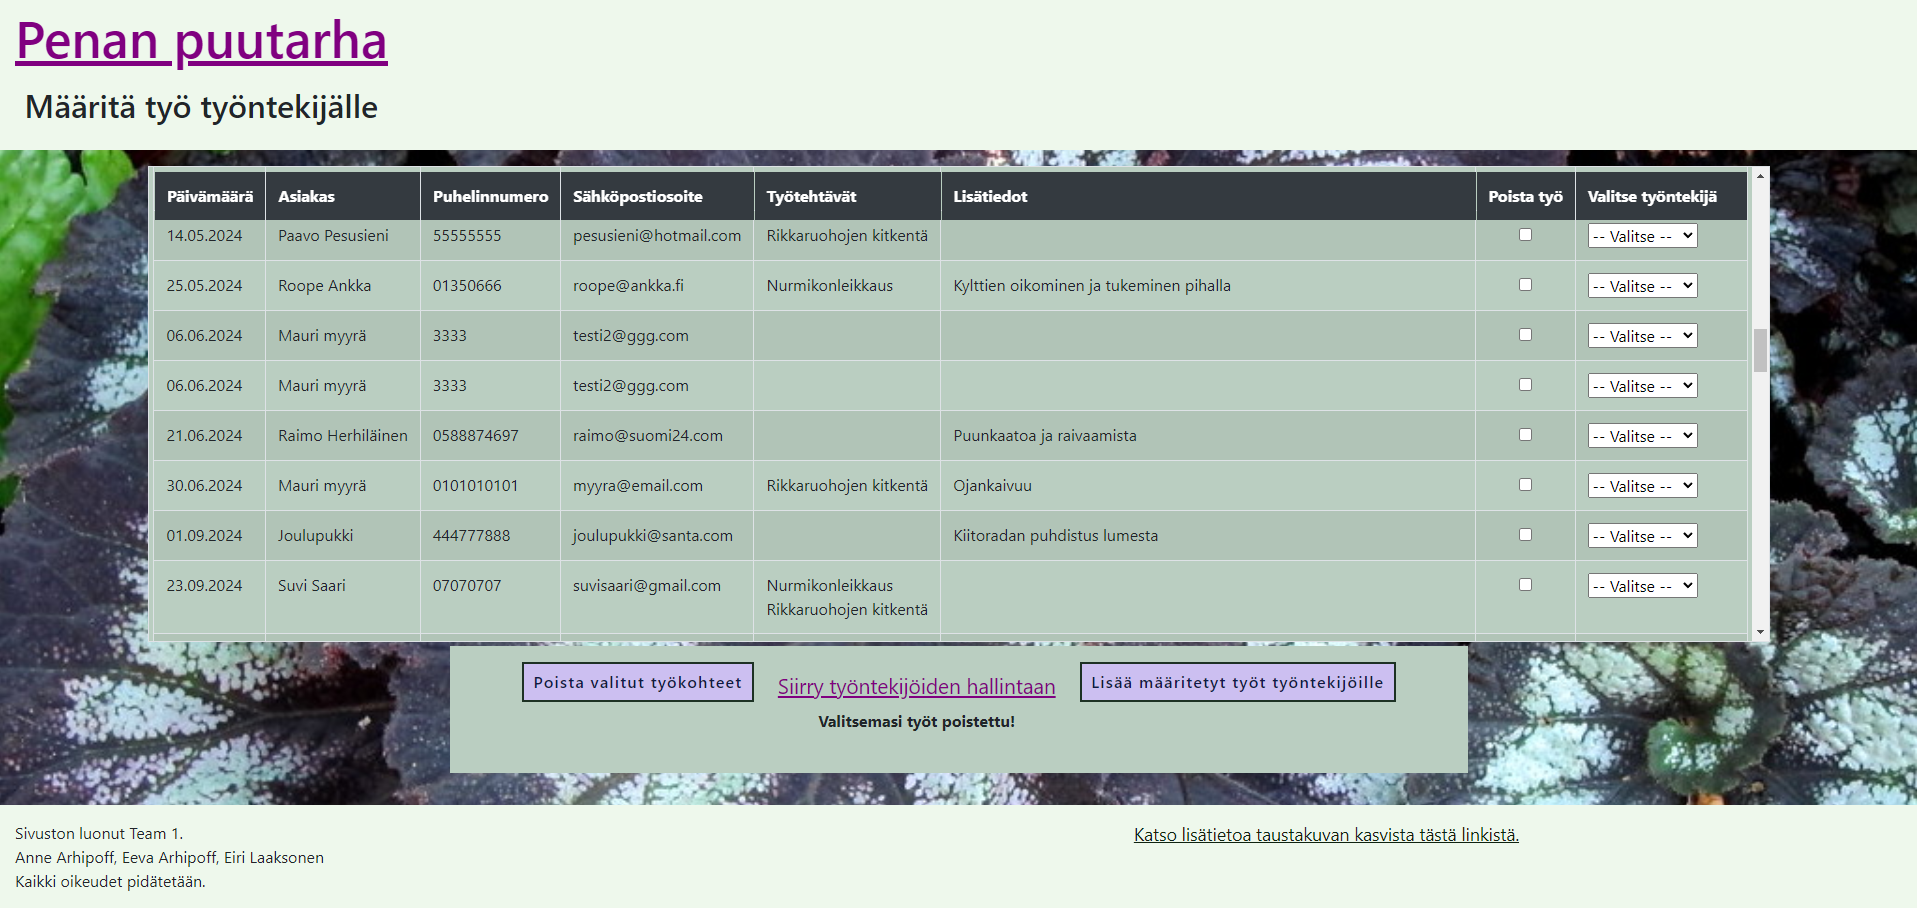 Penan puutarha
Määritä työ työntekijälle
Päivämäärä Asiakas Puhelinnumero Sähköpostiosoite Työtehtävät Lisätiedot Poista työ Valitse työntekijä
14.05.2024 Paavo Pesusieni 55555555 pesusieni@hotmail.com Rikkaruohojen kitkentä -- Valitse --
25.05.2024 Roope Ankka 01350666 roope@ankka.fi Nurmikonleikkaus Kylttien oikominen ja tukeminen pihalla -- Valitse --
06.06.2024 Mauri myyrä 3333 testi2@ggg.com -- Valitse --
06.06.2024 Mauri myyrä 3333 testi2@ggg.com -- Valitse --
21.06.2024 Raimo Herhiläinen 0588874697 raimo@suomi24.com Puunkaatoa ja raivaamista -- Valitse --
30.06.2024 Mauri myyrä 0101010101 myyra@email.com Rikkaruohojen kitkentä Ojankaivuu -- Valitse --
01.09.2024 Joulupukki 444777888 joulupukki@santa.com Kiitoradan puhdistus lumesta -- Valitse --
23.09.2024 Suvi Saari 07070707 suvisaari@gmail.com Nurmikonleikkaus -- Valitse --
Rikkaruohojen kitkentä
Poista valitut työkohteet Siirry työntekijöiden hallintaan Lisää määritetyt työt työntekijöille
Valitsemasi työt poistettu!
Sivuston luonut Team 1. Katso lisätietoa taustakuvan kasvista tästä linkistä.
Anne Arhipoff, Eeva Arhipoff, Eiri Laaksonen
Kaikki oikeudet pidätetään.